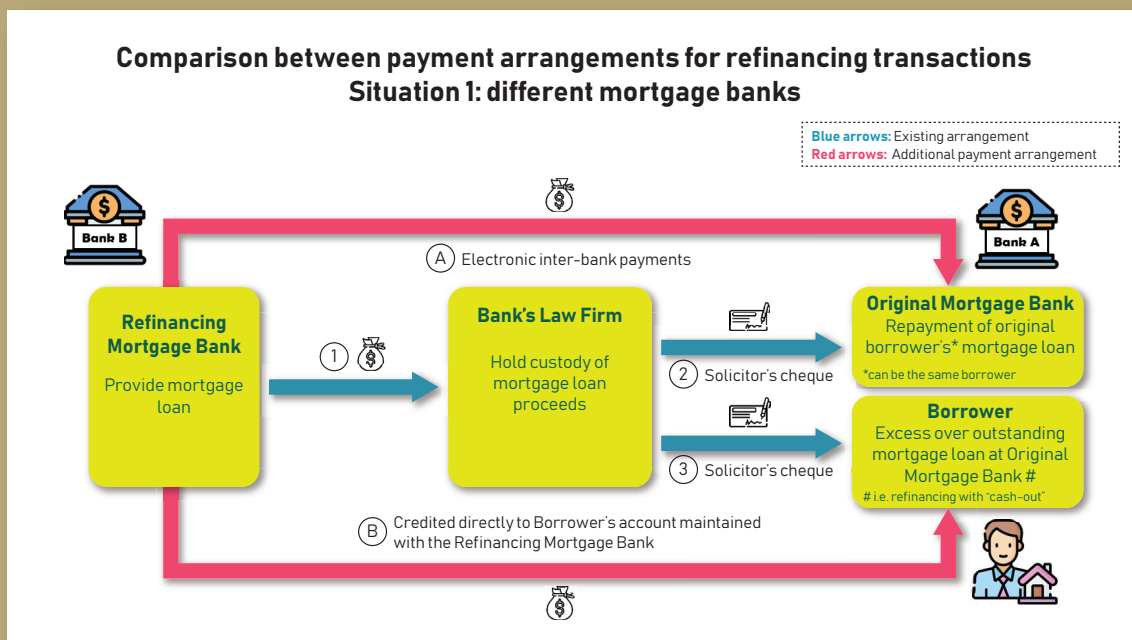 Comparison between payment arrangements for refinancing transactions
Situation 1: different mortgage banks
Blue arrows: Existing arrangement
Red arrows: Additional payment arrangement
$
Bank B
$
$
Bank A
A Electronic inter-bank payments
Refinancing
Mortgage Bank
Provide mortgage
loan
1
$
Bank's Law Firm
Hold custody of
mortgage loan
proceeds
2 Solicitor's cheque
3 Solicitor's cheque
Original Mortgage Bank
Repayment of original
borrower's* mortgage loan
*can be the same borrower
Borrower
Excess over outstanding
mortgage loan at Original
Mortgage Bank #
# i.e. refinancing with "cash-out"
B Credited directly to Borrower's account maintained
with the Refinancing Mortgage Bank
$